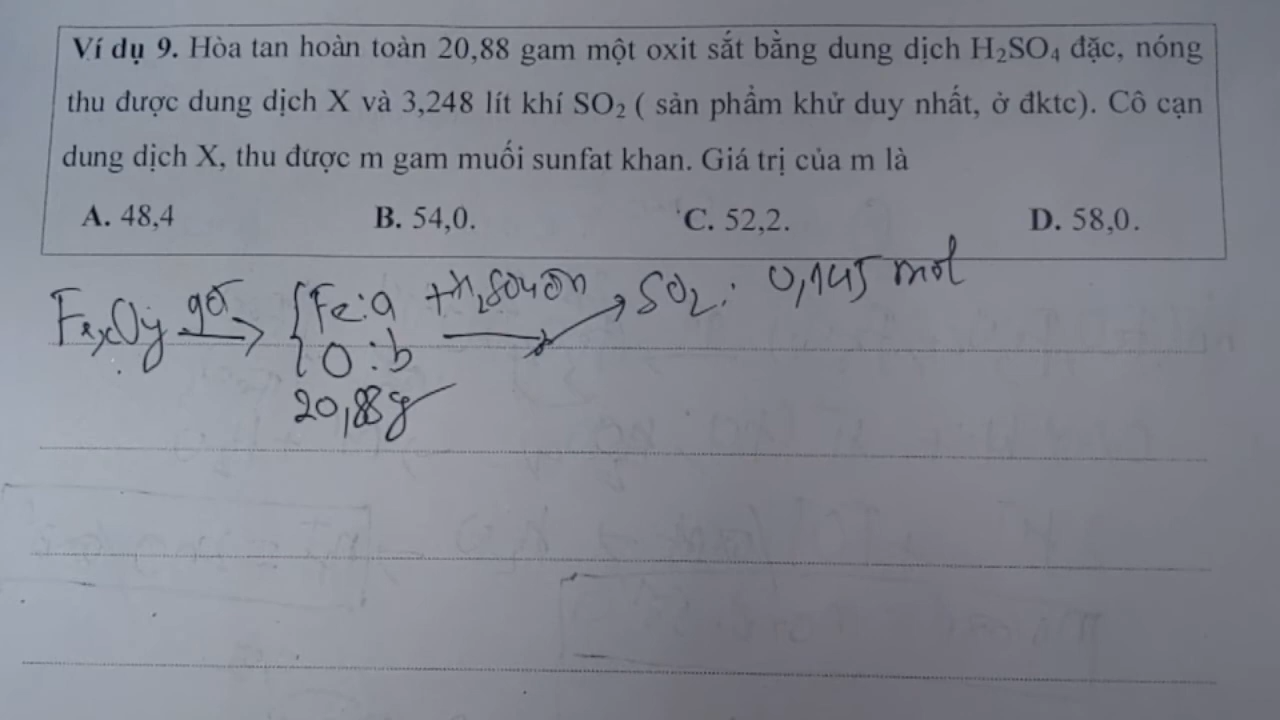 Ví dụ 9. Hòa tan hoàn toàn 20,88 gam một oxit sắt bằng dung dịch H₂SO₄ đặc, nóng
thu được dung dịch X và 3,248 lít khí SO₂ ( sản phẩm khử duy nhất, ở đktc). Cô cạn
dung dịch X, thu được m gam muối sunfat khan. Giá trị của m là
A. 48,4 B. 54,0. C. 52,2. D. 58,0.
FexOy gđ → { Fe: a + H₂SO₄ đn → SO₂: 0,145 mol
O: b
20,88g